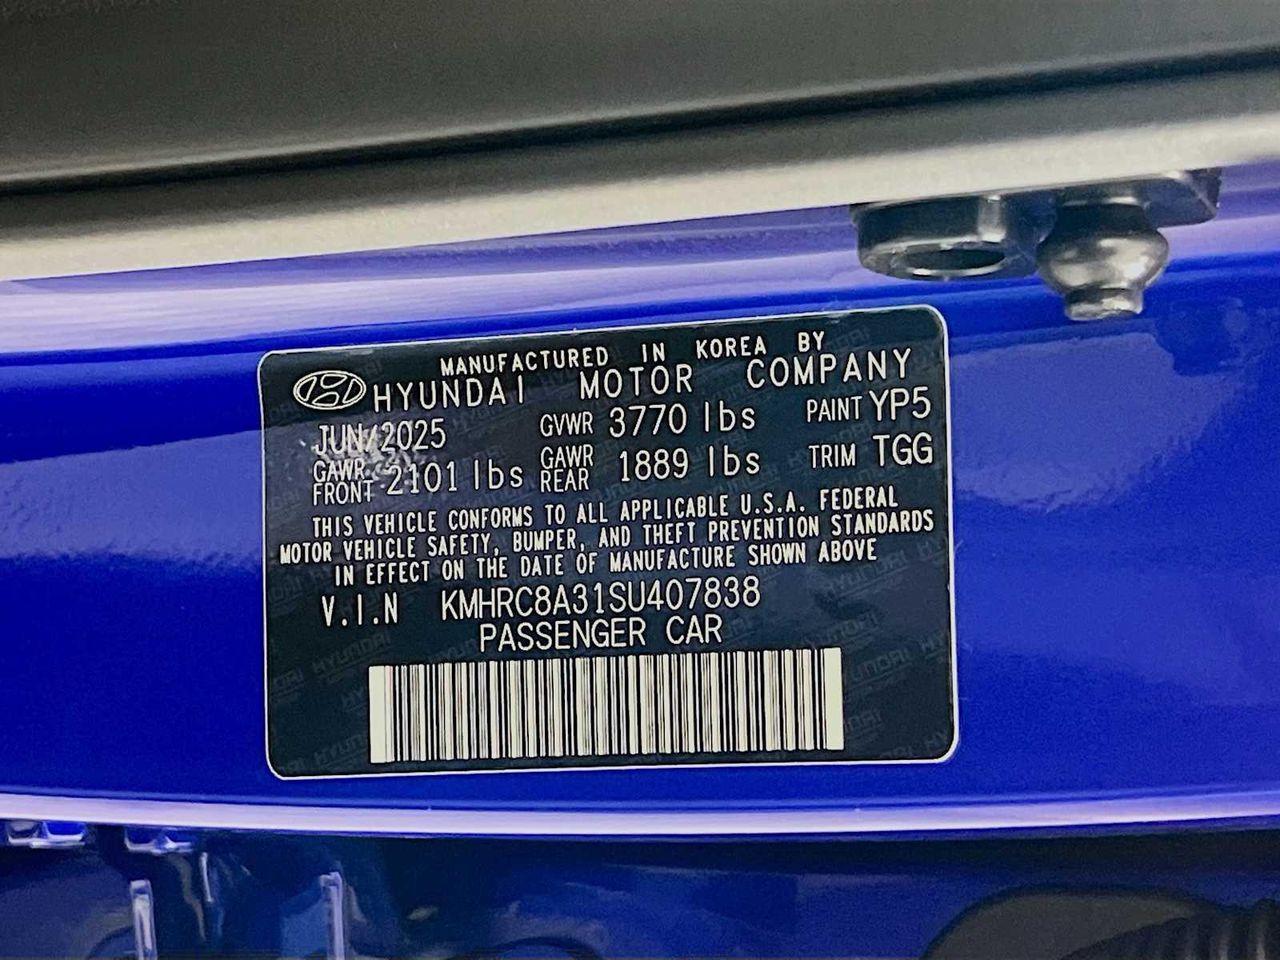 MANUFACTURED IN KOREA BY
HYUNDAI MOTOR COMPANY
JUN/2025 GVWR 3770 lbs PAINT YP5
GAWR FRONT 2101 lbs GAWR REAR 1889 lbs TRIM TGG
THIS VEHICLE CONFORMS TO ALL APPLICABLE U.S.A. FEDERAL
MOTOR VEHICLE SAFETY, BUMPER, AND THEFT PREVENTION STANDARDS
IN EFFECT ON THE DATE OF MANUFACTURE SHOWN ABOVE
V.I.N KMHRC8A31SU407838
PASSENGER CAR